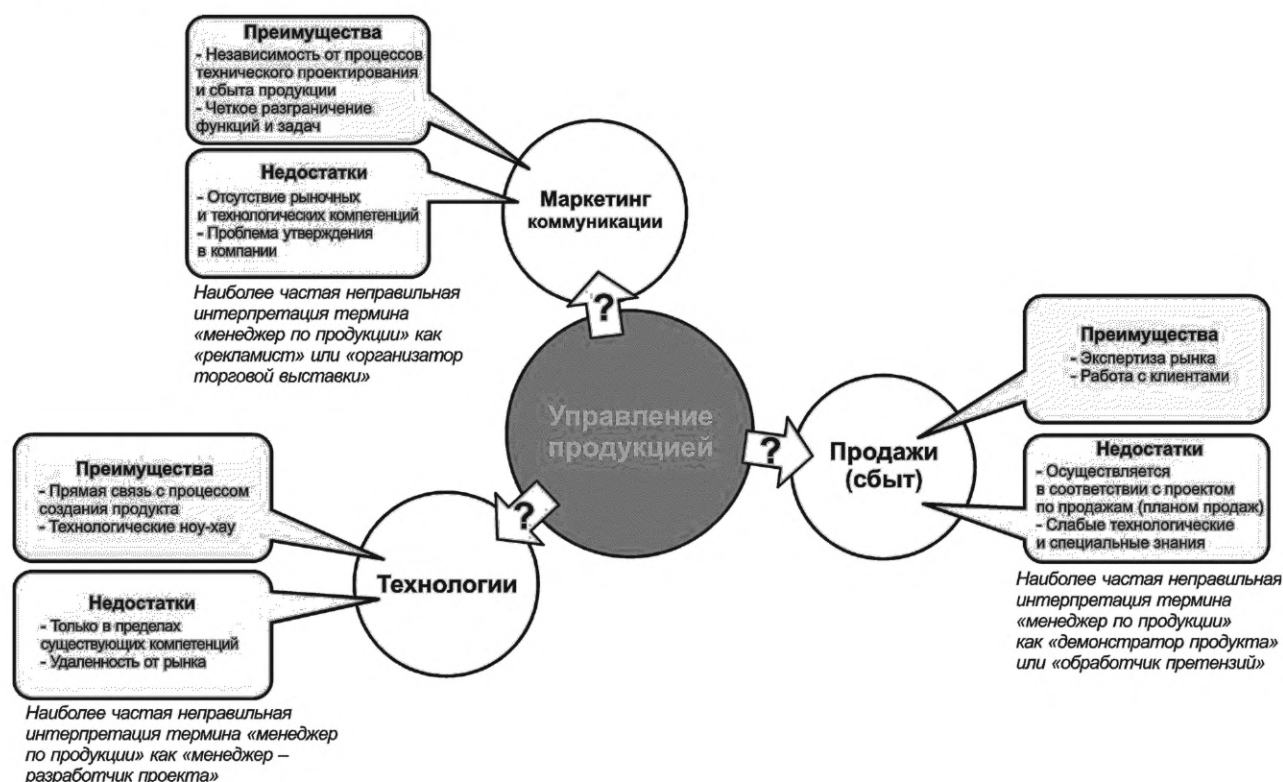 Преимущества
- Независимость от процессов
технического проектирования
и сбыта продукции
- Четкое разграничение
функций и задач
Недостатки
- Отсутствие рыночных
и технологических компетенций
- Проблема утверждения
в компании
Наиболее частая неправильная
интерпретация термина
«менеджер по продукции» как
«рекламист» или «организатор
торговой выставки»
Маркетинг
коммуникации
?
Управление
продукцией
?
Продажи
(сбыт)
Преимущества
- Экспертиза рынка
- Работа с клиентами
Недостатки
- Осуществляется
в соответствии с проектом
по продажам (планом продаж)
- Слабые технологические
и специальные знания
Наиболее частая неправильная
интерпретация термина
«менеджер по продукции»
как «демонстратор продукта»
или «обработчик претензий»
?
Технологии
Преимущества
- Прямая связь с процессом
создания продукта
- Технологические ноу-хау
Недостатки
- Только в пределах
существующих компетенций
- Удаленность от рынка
Наиболее частая неправильная
интерпретация термина «менеджер
по продукции» как «менеджер –
разработчик проекта»